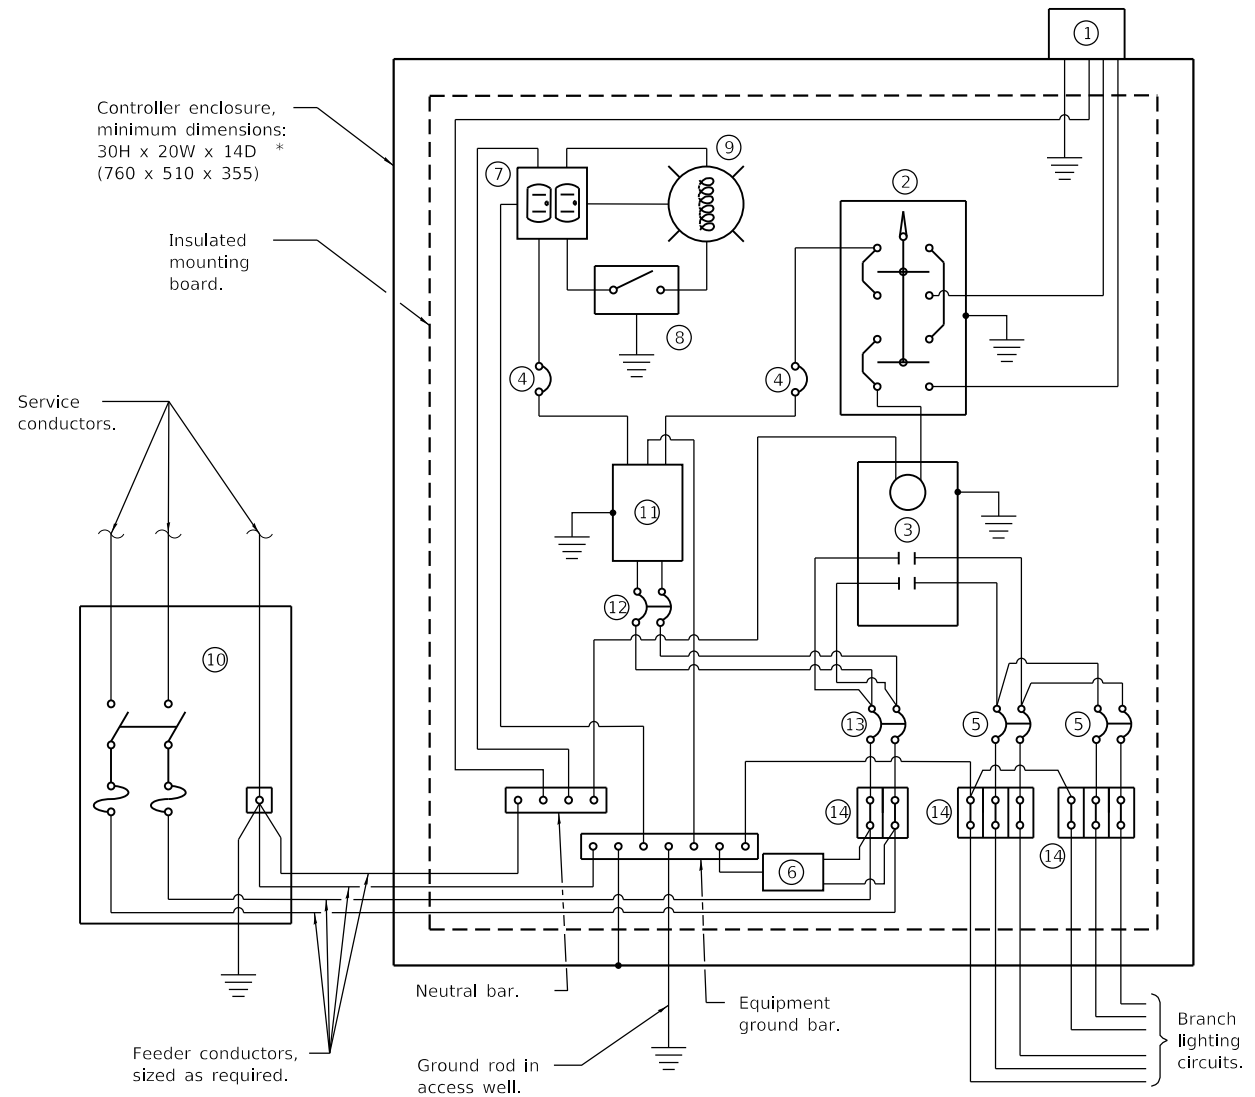 1
Controller enclosure,
minimum dimensions:
30H x 20W x 14D *
(760 x 510 x 355)
9
7
2
Insulated
mounting
board.
8
4
4
Service
conductors.
11
3
12
10
13
5
5
14
14
14
6
Neutral bar.
Equipment
ground bar.
Branch
lighting
circuits.
Feeder conductors,
sized as required.
Ground rod in
access well.